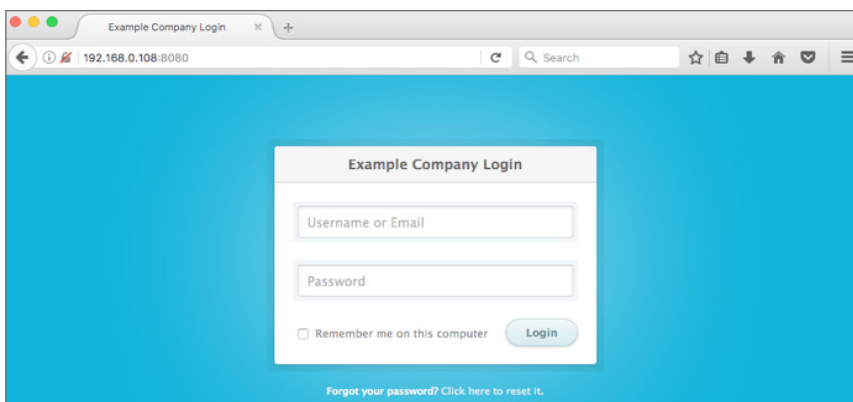 Example Company Login
192.168.0.108:8080
Search
Example Company Login
Username or Email
Password
Remember me on this computer
Login
Forgot your password? Click here to reset it.